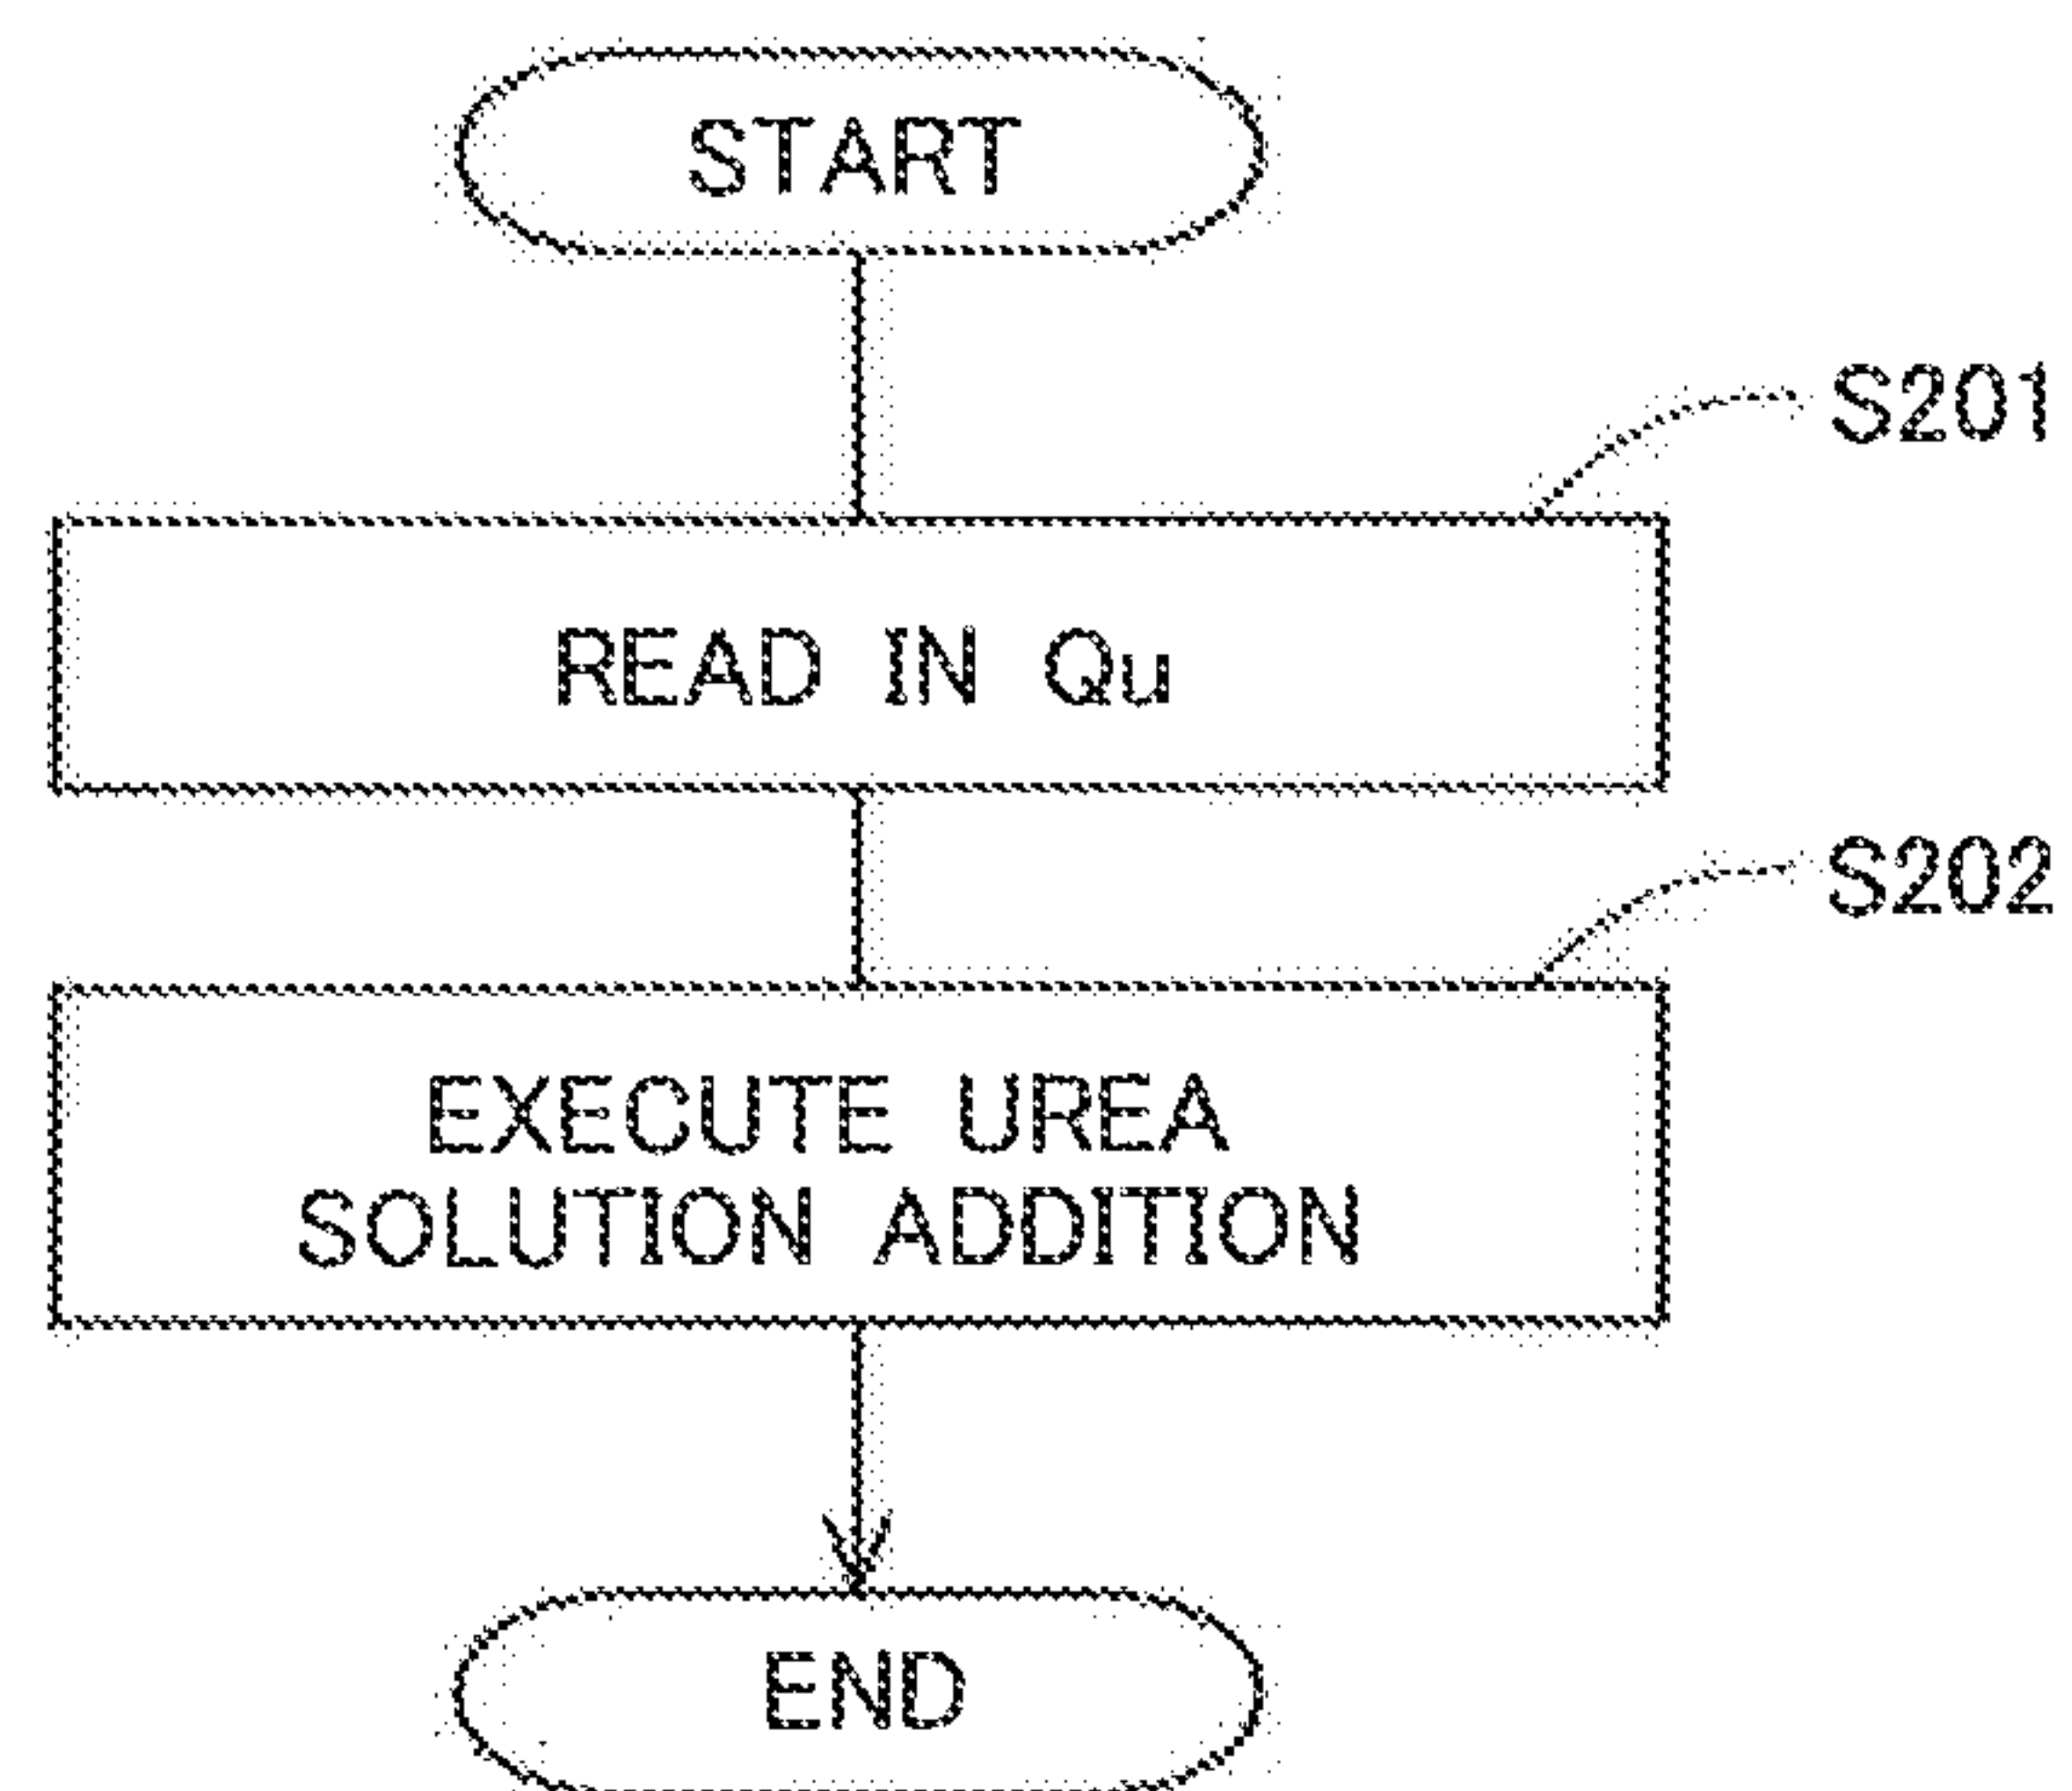 START
S201
READ IN Qu
S202
EXECUTE UREA
SOLUTION ADDITION
END